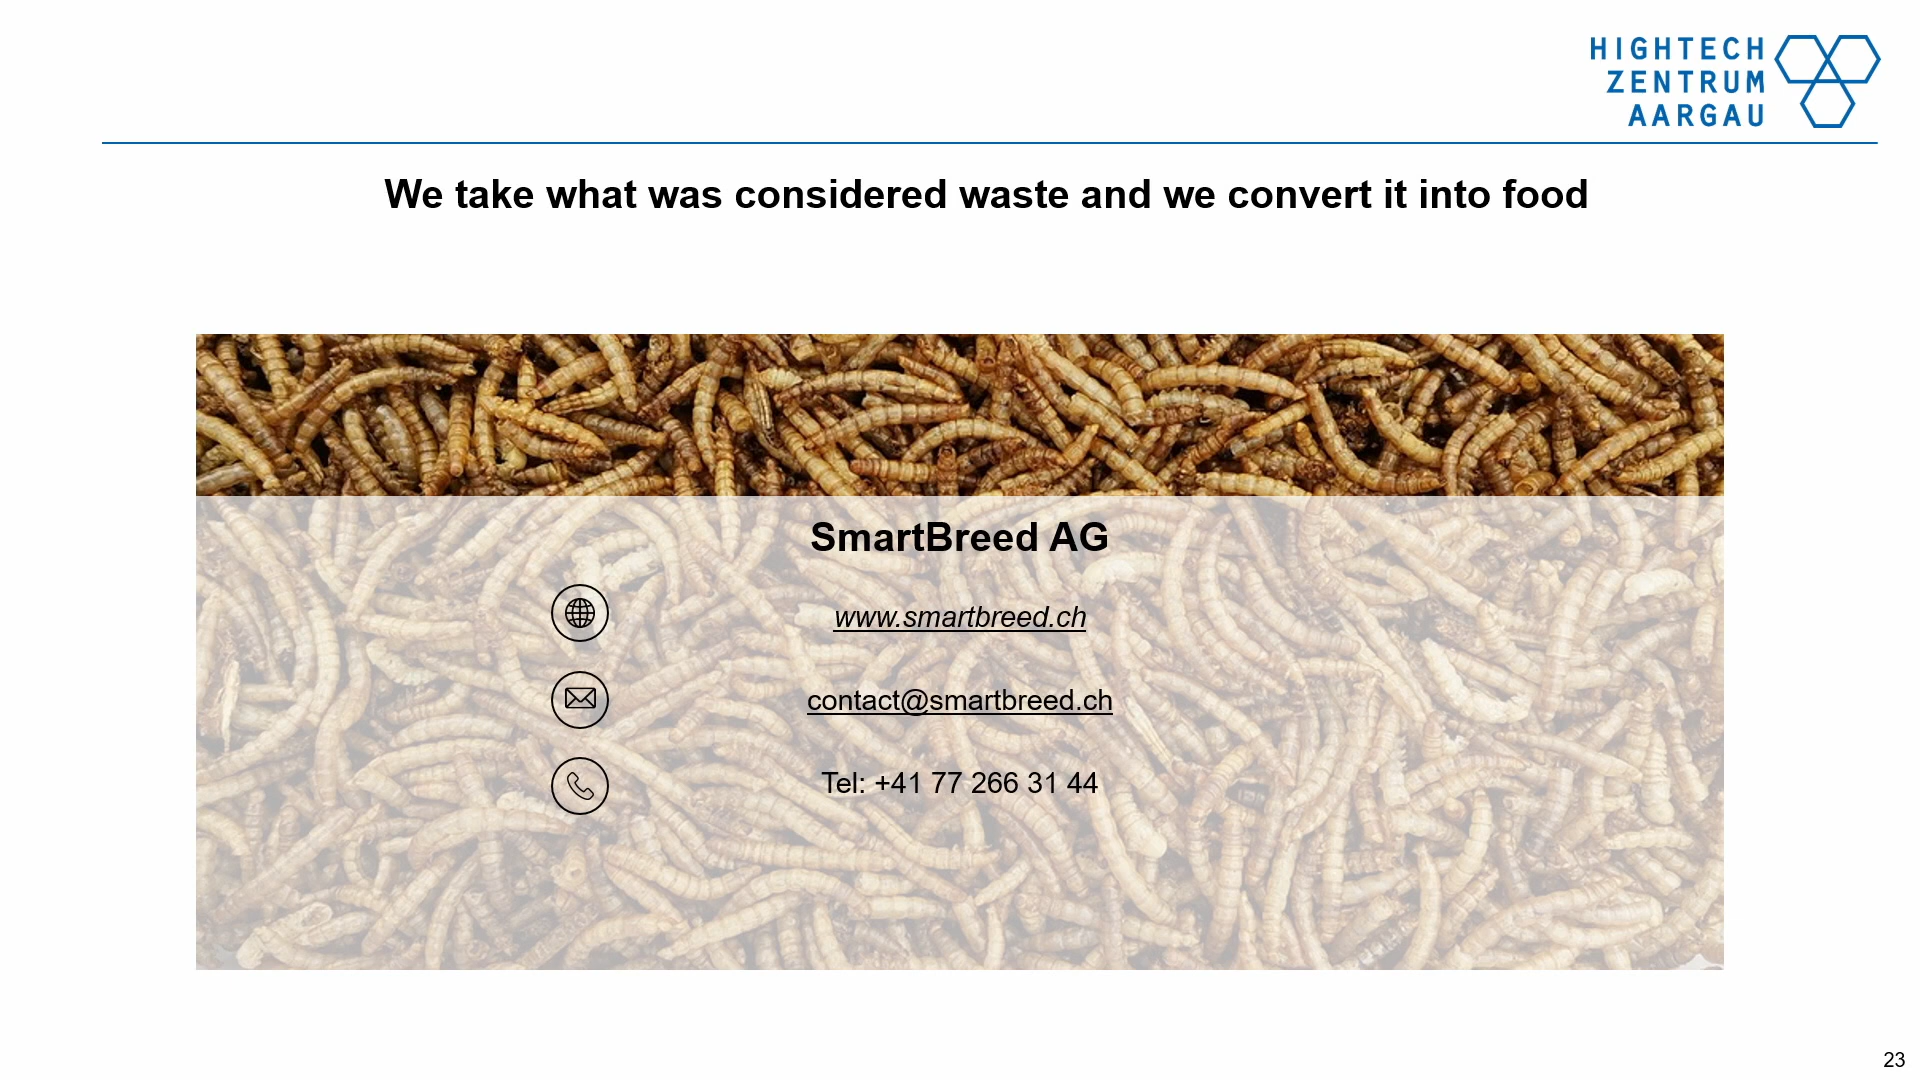 HIGHTECH
ZENTRUM
AARGAU
We take what was considered waste and we convert it into food
SmartBreed AG
www.smartbreed.ch
contact@smartbreed.ch
Tel: +41 77 266 31 44
23